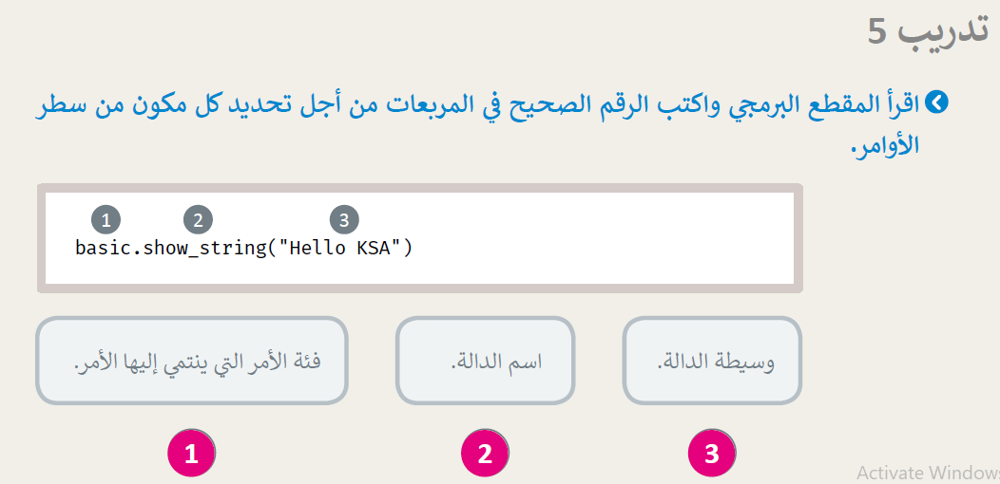 تدريب 5
اقرأ المقطع البرمجي واكتب الرقم الصحيح في المربعات من أجل تحديد كل مكون من سطر
الأوامر.
1 2 3
basic.show_string("Hello KSA")
وسيطة الدالة. اسم الدالة. فئة الأمر التي ينتمي إليها الأمر.
3 2 1
Activate Windows